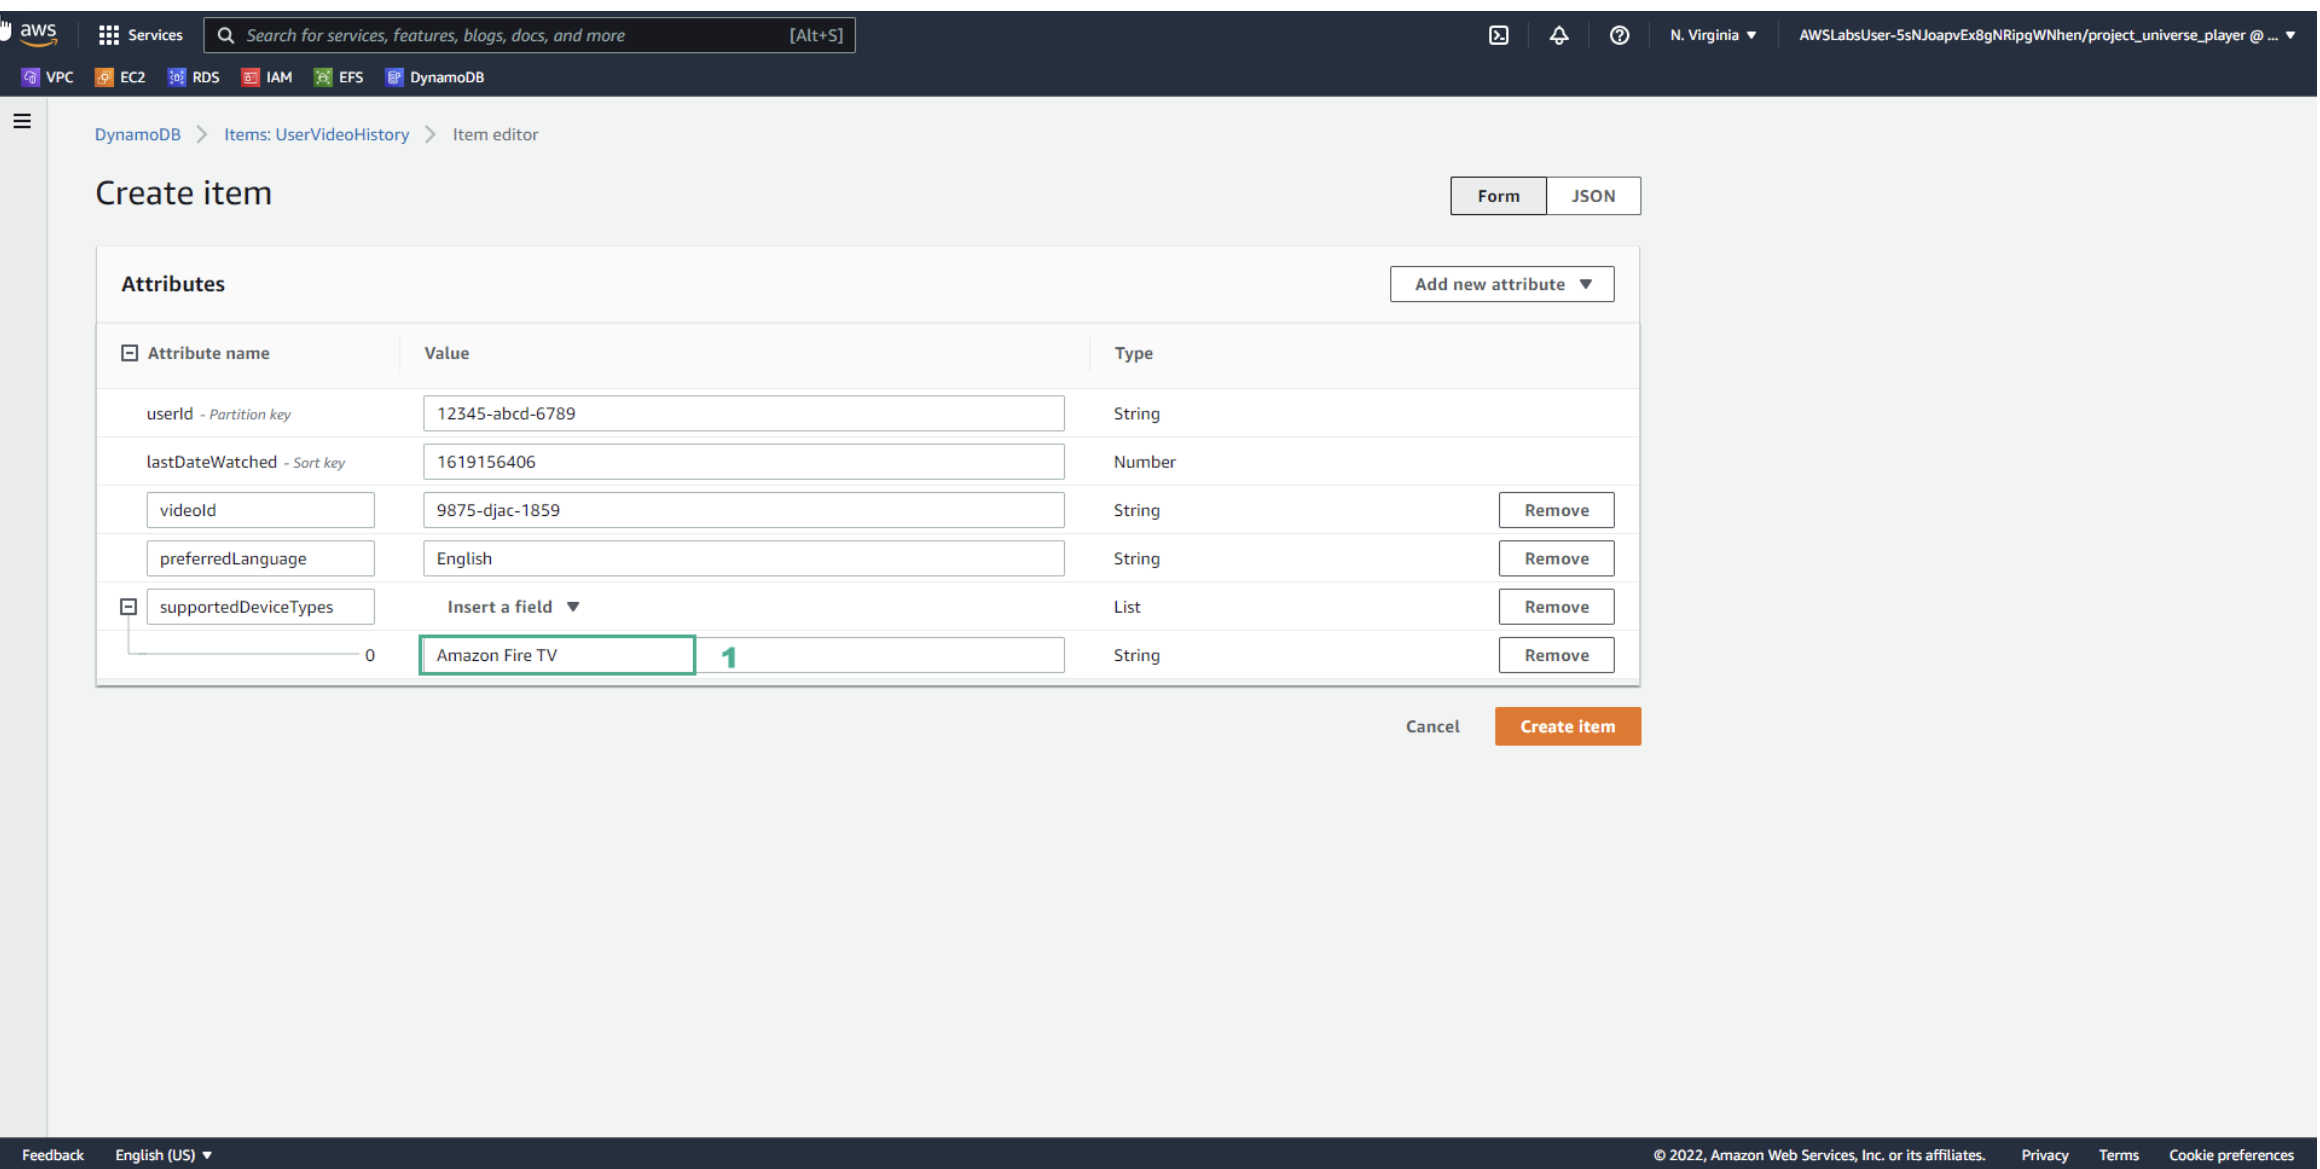 aws
Services
Search for services, features, blogs, docs, and more
[Alt+S]
N. Virginia ▼
AWSLabsUser-5sNJoapvEx8gNRipgWNhen/project_universe_player @ ... ▼
VPC
EC2
RDS
IAM
EFS
DynamoDB
DynamoDB > Items: UserVideoHistory > Item editor
Create item
Form
JSON
Attributes
Add new attribute ▼
Attribute name
Value
Type
userId - Partition key
12345-abcd-6789
String
lastDateWatched - Sort key
1619156406
Number
videoId
9875-djac-1859
String
Remove
preferredLanguage
English
String
Remove
supportedDeviceTypes
Insert a field ▼
List
Remove
0
Amazon Fire TV
1
String
Remove
Cancel
Create item
Feedback
English (US) ▼
© 2022, Amazon Web Services, Inc. or its affiliates.
Privacy
Terms
Cookie preferences